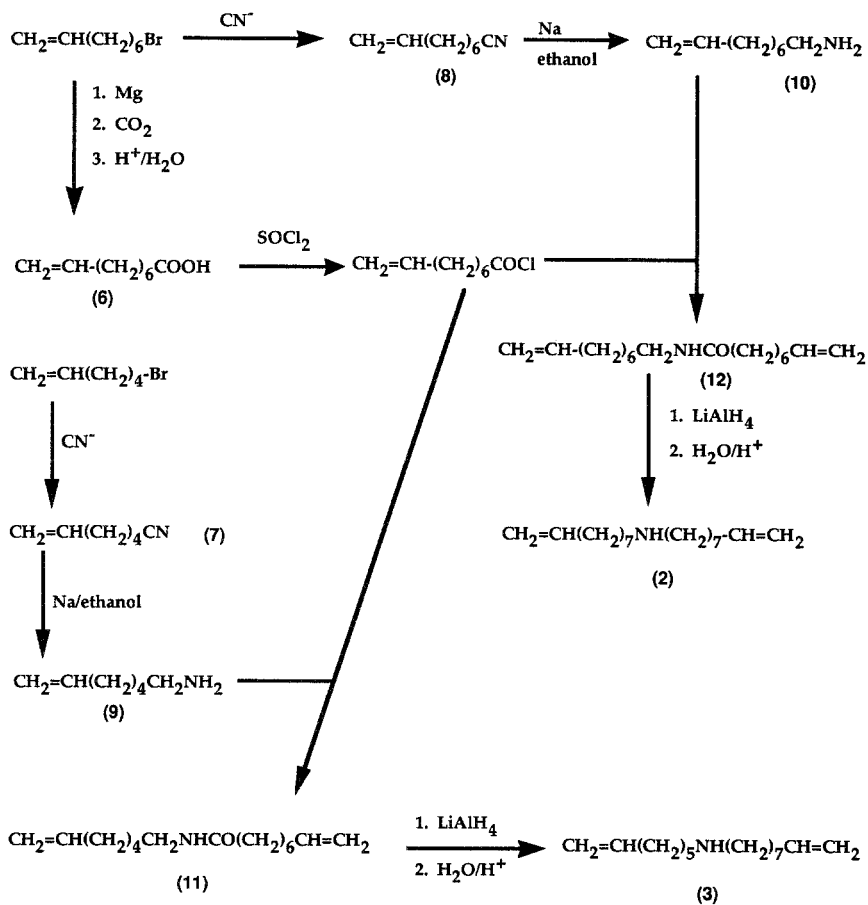 CH2=CH(CH2)6Br
CN-
CH2=CH(CH2)6CN
(8)
Na
ethanol
CH2=CH-(CH2)6CH2NH2
(10)
1. Mg
2. CO2
3. H+/H2O
CH2=CH-(CH2)6COOH
(6)
SOCl2
CH2=CH-(CH2)6COCl
CH2=CH-(CH2)6CH2NHCO(CH2)6CH=CH2
(12)
1. LiAlH4
2. H2O/H+
CH2=CH(CH2)7NH(CH2)7-CH=CH2
(2)
CH2=CH(CH2)4-Br
CN-
CH2=CH(CH2)4CN
(7)
Na/ethanol
CH2=CH(CH2)4CH2NH2
(9)
CH2=CH(CH2)4CH2NHCO(CH2)6CH=CH2
(11)
1. LiAlH4
2. H2O/H+
CH2=CH(CH2)5NH(CH2)7CH=CH2
(3)